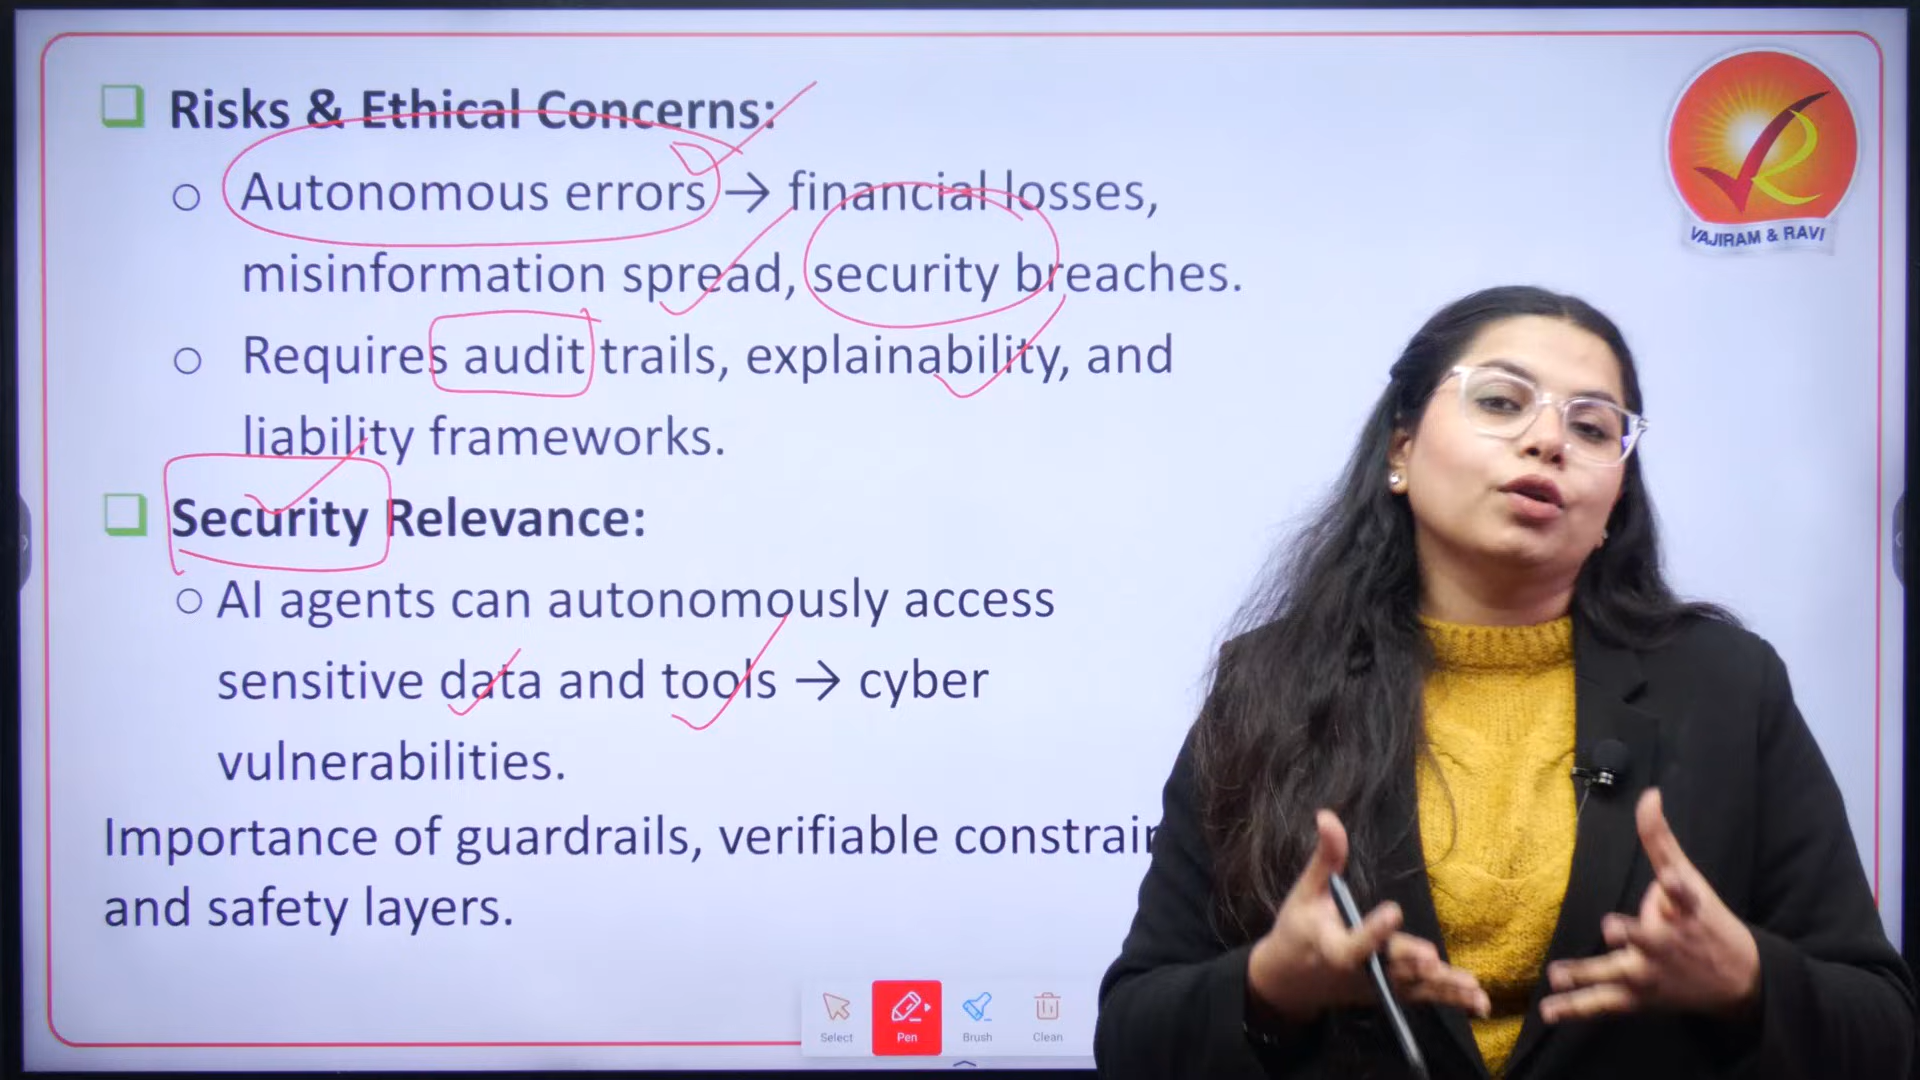 Risks & Ethical Concerns:
Autonomous errors → financial losses,
misinformation spread, security breaches.
Requires audit trails, explainability, and
liability frameworks.
Security Relevance:
AI agents can autonomously access
sensitive data and tools → cyber
vulnerabilities.
Importance of guardrails, verifiable
and safety layers.
VAJIRAM & RAVI
Select
Pen
Brush
Clean